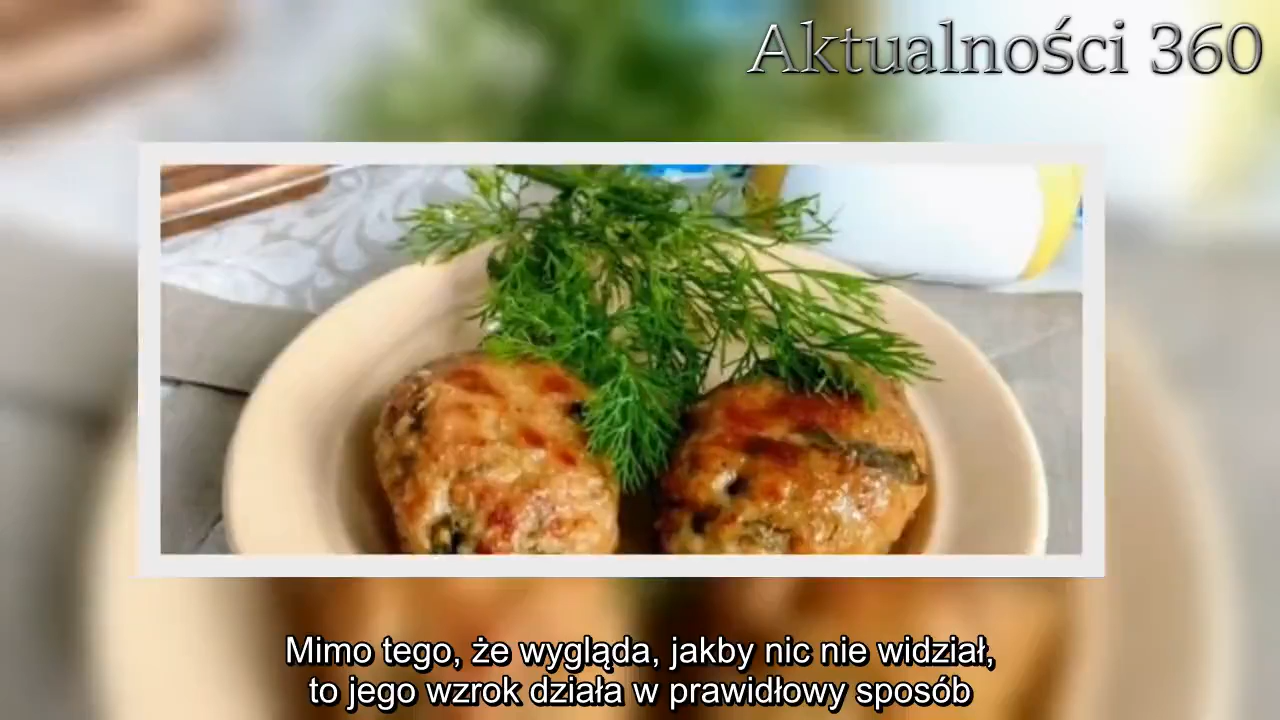 Aktualności 360
Mimo tego, że wygląda, jakby nic nie widział,
to jego wzrok działa w prawidłowy sposób